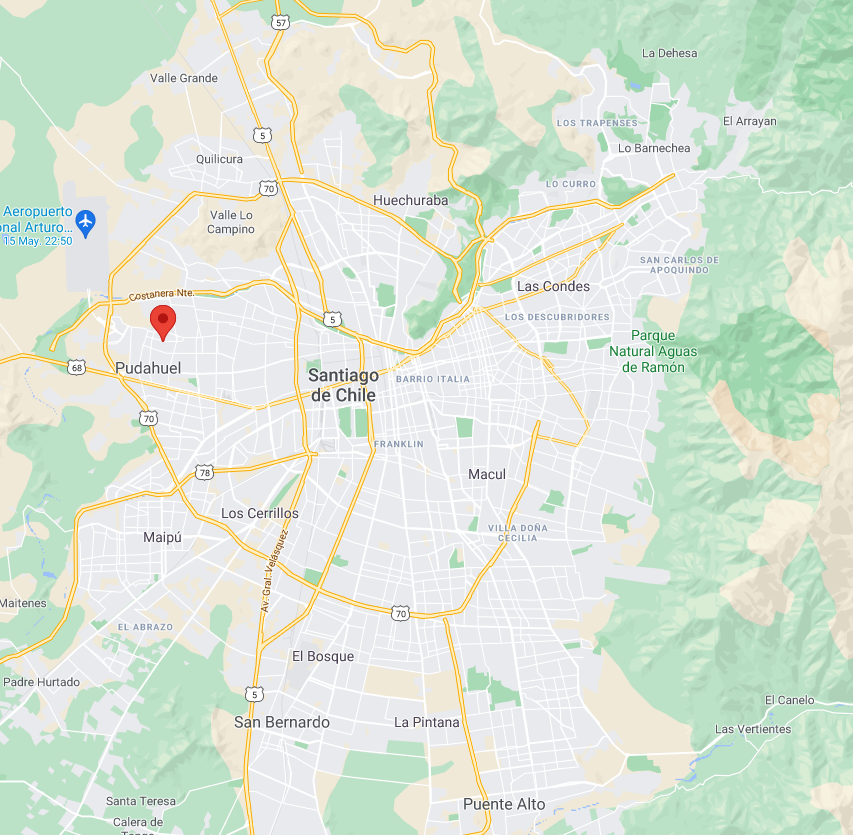 57
La Dehesa
Valle Grande
El Arrayan
LOS TRAPENSES
5
Lo Barnechea
Quilicura
70
LO CURRO
Huechuraba
Aeropuerto
onal Arturo...
15 May. 22:50
Valle Lo
Campino
SAN CARLOS DE
APOQUINDO
Costanera Nte.
Las Condes
5
LOS DESCUBRIDORES
Parque
Natural Aguas
de Ramón
68
Pudahuel
Santiago
de Chile
BARRIO ITALIA
70
FRANKLIN
78
Macul
Los Cerrillos
VILLA DOÑA
CECILIA
Maipú
Av. Gral. Velásquez
Maitenes
70
EL ABRAZO
El Bosque
Padre Hurtado
5
El Canelo
San Bernardo
La Pintana
Las Vertientes
Santa Teresa
Puente Alto
Calera de
Tango